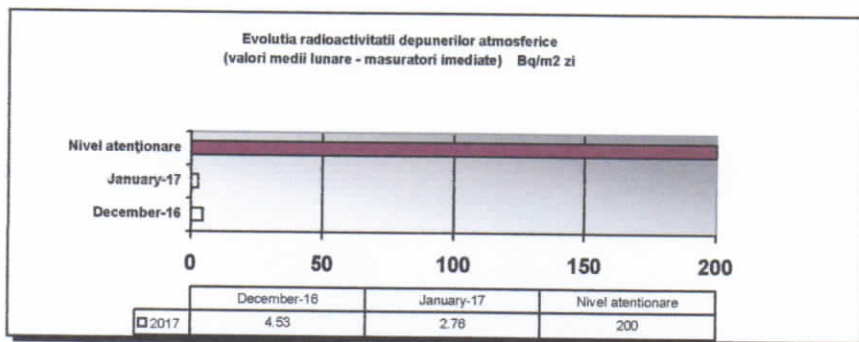 Evolutia radioactivitatii depunerilor atmosferice
(valori medii lunare - masuratori imediate) Bq/m2 zi
Nivel atenţionare
January-17
December-16
0 50 100 150 200
December-16 January-17 Nivel atentionare
2017 4.53 2.76 200